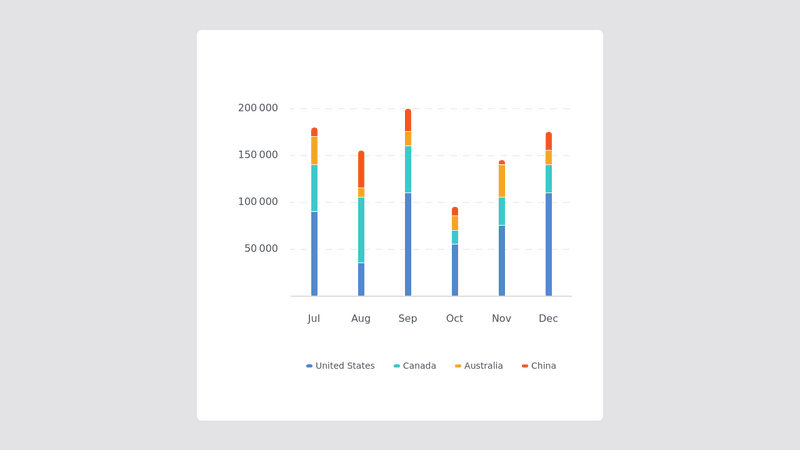 200 000
150 000
100 000
50 000
Jul Aug Sep Oct Nov Dec
United States Canada Australia China